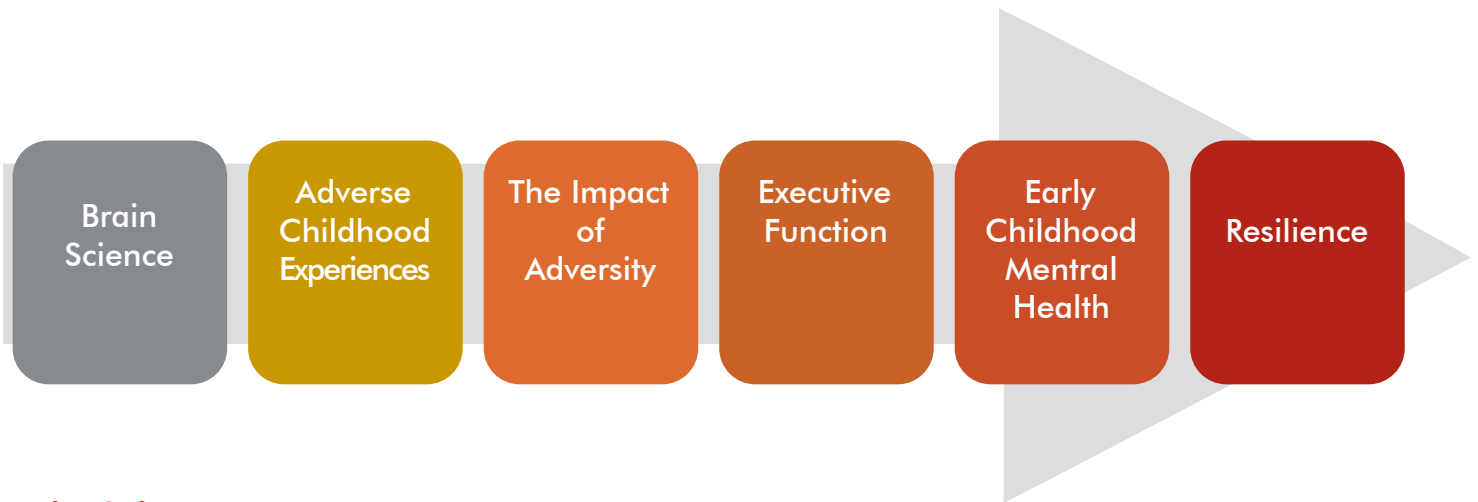 Brain
Science
Adverse
Childhood
Experiences
The Impact
of
Adversity
Executive
Function
Early
Childhood
Mentral
Health
Resilience